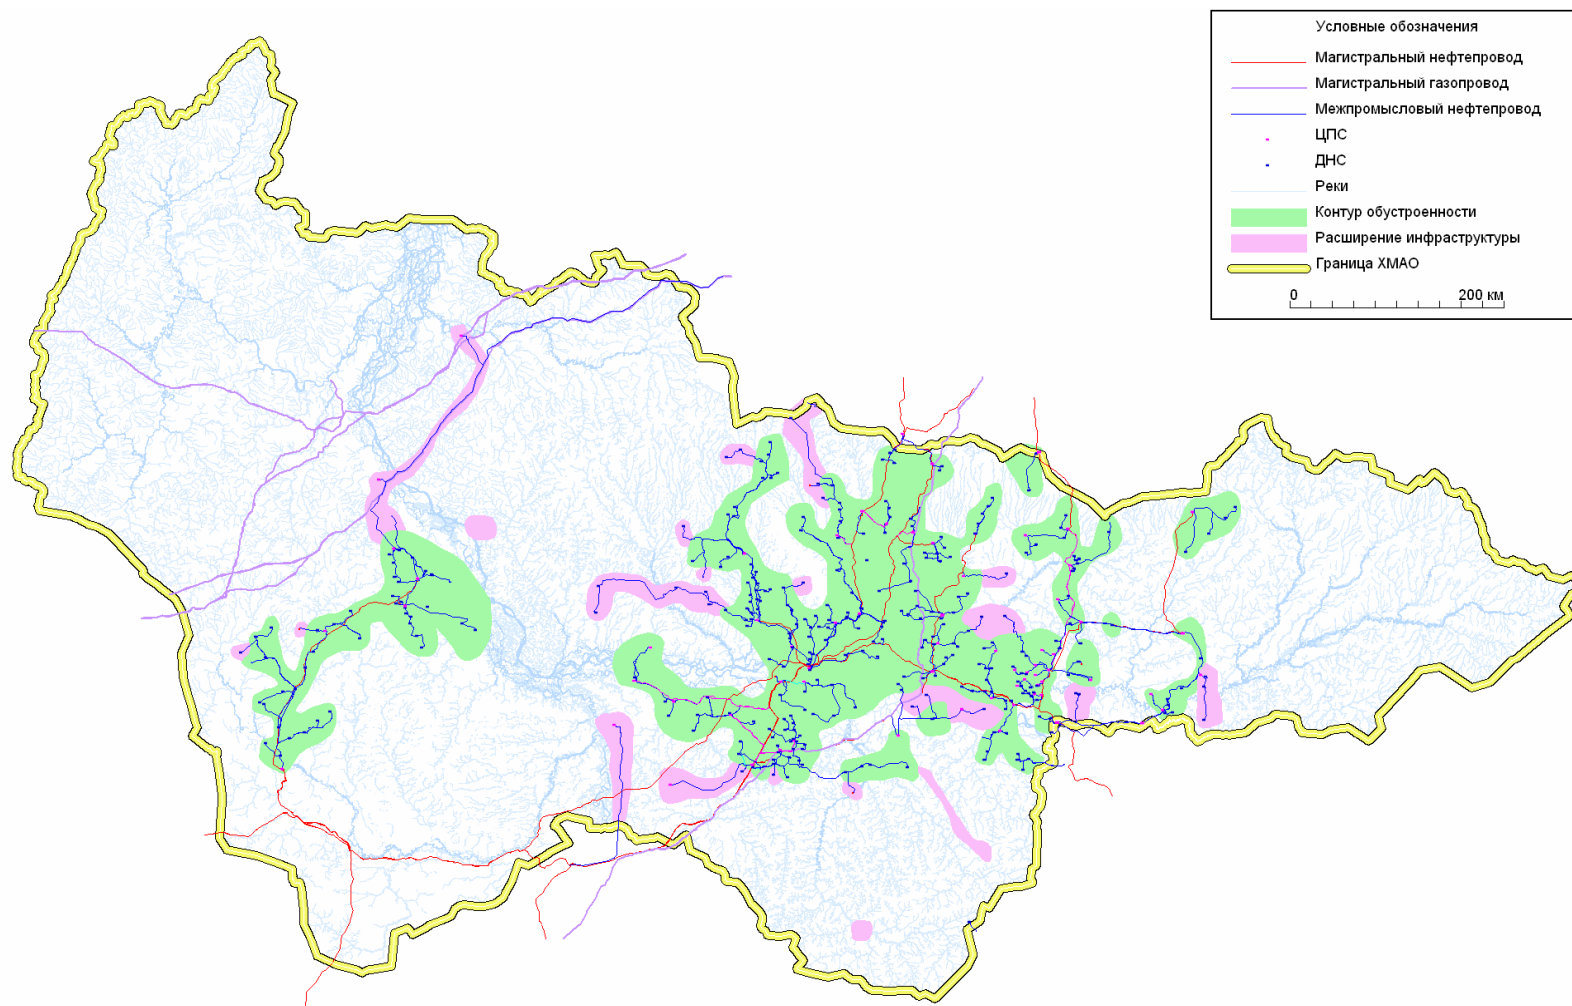 Условные обозначения
Магистральный нефтепровод
Магистральный газопровод
Межпромысловый нефтепровод
ЦПС
ДНС
Реки
Контур обустроенности
Расширение инфраструктуры
Граница ХМАО
0 200 км